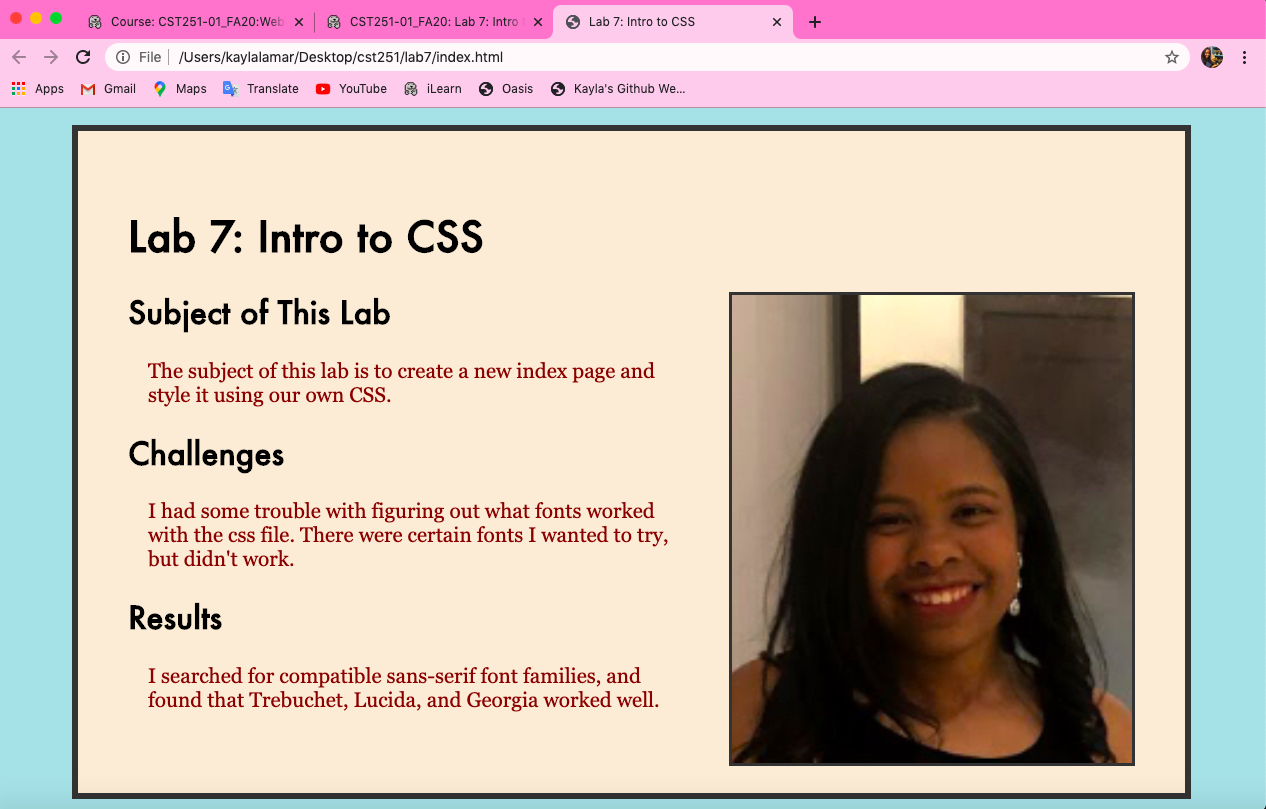 Course: CST251-01_FA20:Web
CST251-01_FA20: Lab 7: Intro
Lab 7: Intro to CSS
File
/Users/kaylalamar/Desktop/cst251/lab7/index.html
Apps
Gmail
Maps
Translate
YouTube
iLearn
Oasis
Kayla's Github We...
Lab 7: Intro to CSS
Subject of This Lab
The subject of this lab is to create a new index page and
style it using our own CSS.
Challenges
I had some trouble with figuring out what fonts worked
with the css file. There were certain fonts I wanted to try,
but didn't work.
Results
I searched for compatible sans-serif font families, and
found that Trebuchet, Lucida, and Georgia worked well.